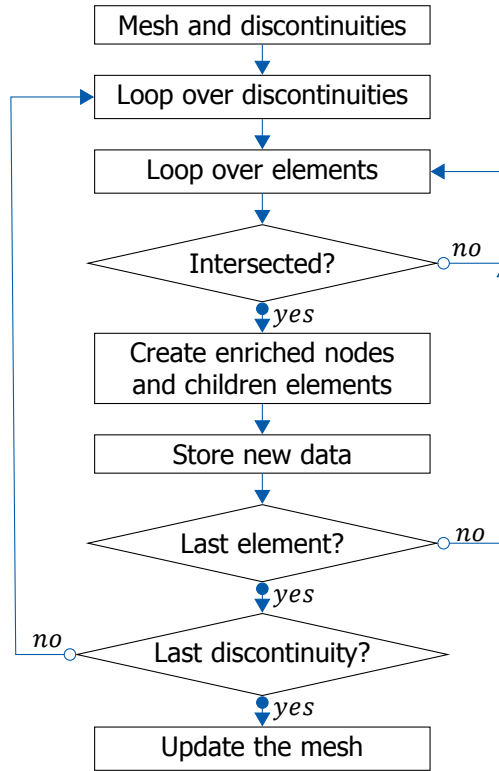 Mesh and discontinuities
Loop over discontinuities
Loop over elements
Intersected?
no
yes
Create enriched nodes
and children elements
Store new data
Last element?
no
yes
Last discontinuity?
no
yes
Update the mesh